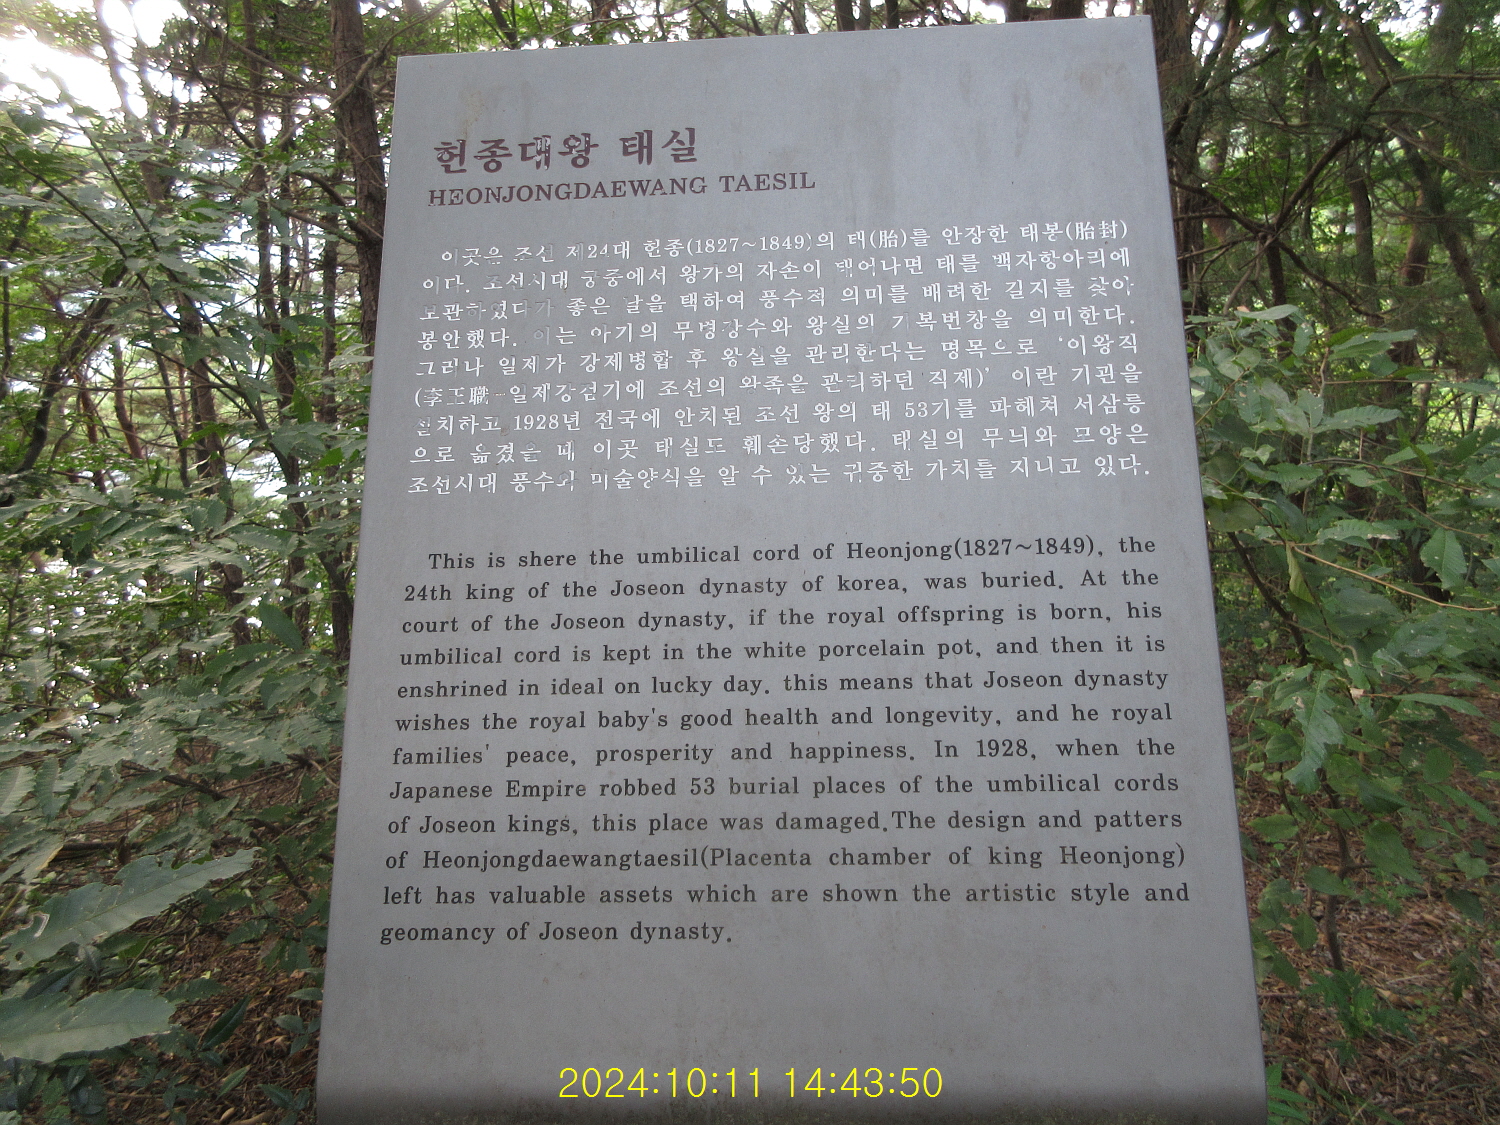 헌종대왕 태실
HEONJONGDAEWANG TAESIL
이곳은 조선 제24대 헌종(1827~1849)의 태(胎)를 안장한 태봉(胎封)
이다. 조선시대 궁중에서 왕가의 자손이 태어나면 태를 백자항아리에
보관하였다가 좋은 날을 택하여 풍수적 의미를 배려한 길지를 찾아
봉안했다. 이는 아기의 무병장수와 왕실의 기복번창을 의미한다.
그러나 일제가 강제병합 후 왕실을 관리한다는 명목으로 ‘이왕직
(李王職-일제강점기에 조선의 왕족을 관리하던 직제)’ 이란 기관을
설치하고 1928년 전국에 안치된 조선 왕의 태 53기를 파헤쳐 서삼릉
으로 옮겼을 때 이곳 태실도 훼손당했다. 태실의 무늬와 모양은
조선시대 풍수와 미술양식을 알 수 있는 귀중한 가치를 지니고 있다.
This is shere the umbilical cord of Heonjong(1827~1849), the
24th king of the Joseon dynasty of korea, was buried. At the
court of the Joseon dynasty, if the royal offspring is born, his
umbilical cord is kept in the white porcelain pot, and then it is
enshrined in ideal on lucky day. this means that Joseon dynasty
wishes the royal baby's good health and longevity, and he royal
families' peace, prosperity and happiness. In 1928, when the
Japanese Empire robbed 53 burial places of the umbilical cords
of Joseon kings, this place was damaged.The design and patters
of Heonjongdaewangtaesil(Placenta chamber of king Heonjong)
left has valuable assets which are shown the artistic style and
geomancy of Joseon dynasty.
2024:10:11 14:43:50